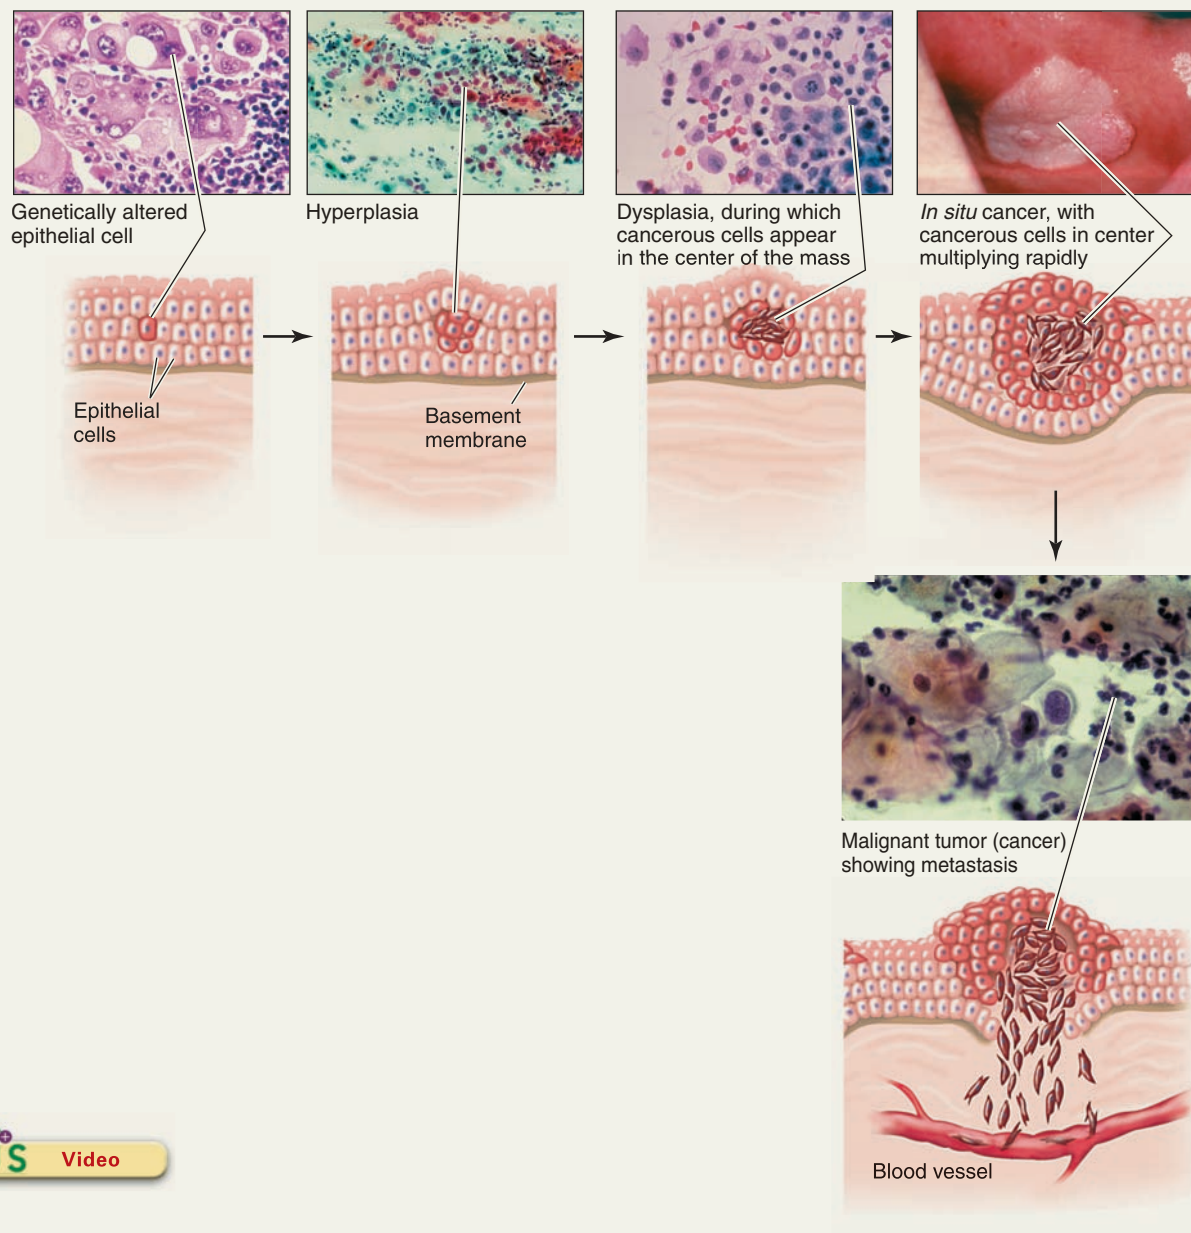 Genetically altered
epithelial cell
Hyperplasia
Dysplasia, during which
cancerous cells appear
in the center of the mass
In situ cancer, with
cancerous cells in center
multiplying rapidly
Epithelial
cells
Basement
membrane
Malignant tumor (cancer)
showing metastasis
Blood vessel
S Video